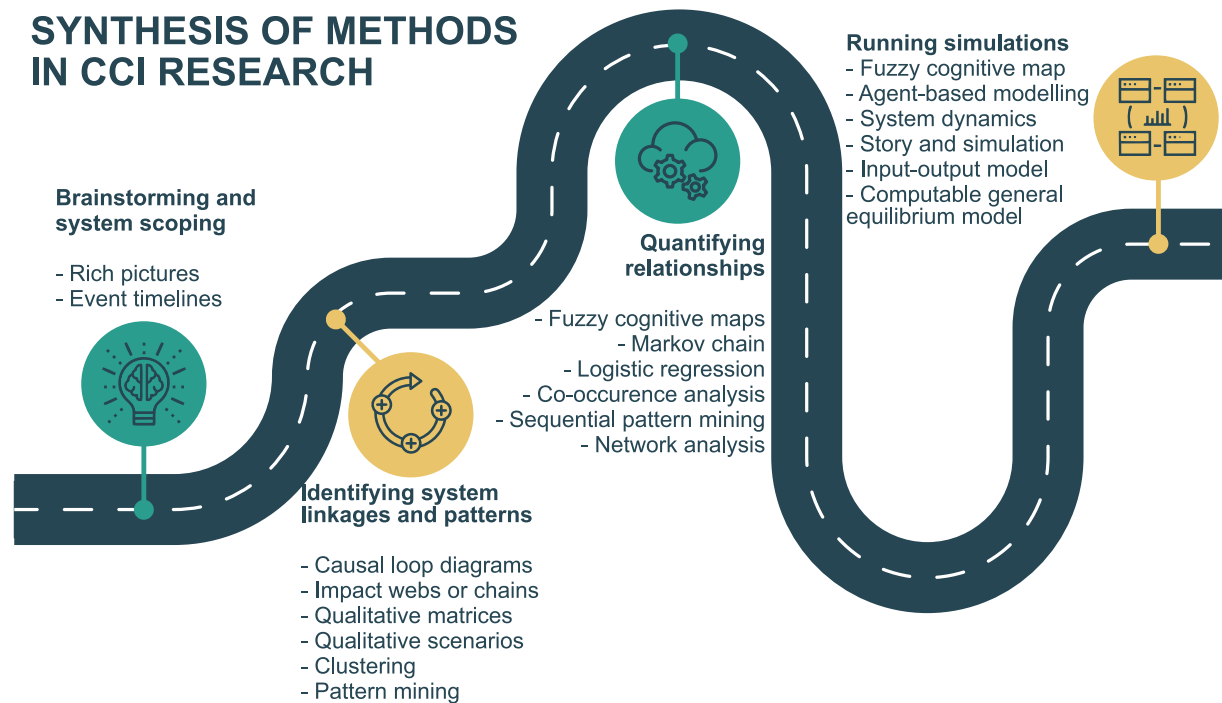 SYNTHESIS OF METHODS
IN CCI RESEARCH
Brainstorming and
system scoping
- Rich pictures
- Event timelines
Identifying system
linkages and patterns
- Causal loop diagrams
- Impact webs or chains
- Qualitative matrices
- Qualitative scenarios
- Clustering
- Pattern mining
Quantifying
relationships
- Fuzzy cognitive maps
- Markov chain
- Logistic regression
- Co-occurence analysis
- Sequential pattern mining
- Network analysis
Running simulations
- Fuzzy cognitive map
- Agent-based modelling
- System dynamics
- Story and simulation
- Input-output model
- Computable general
equilibrium model